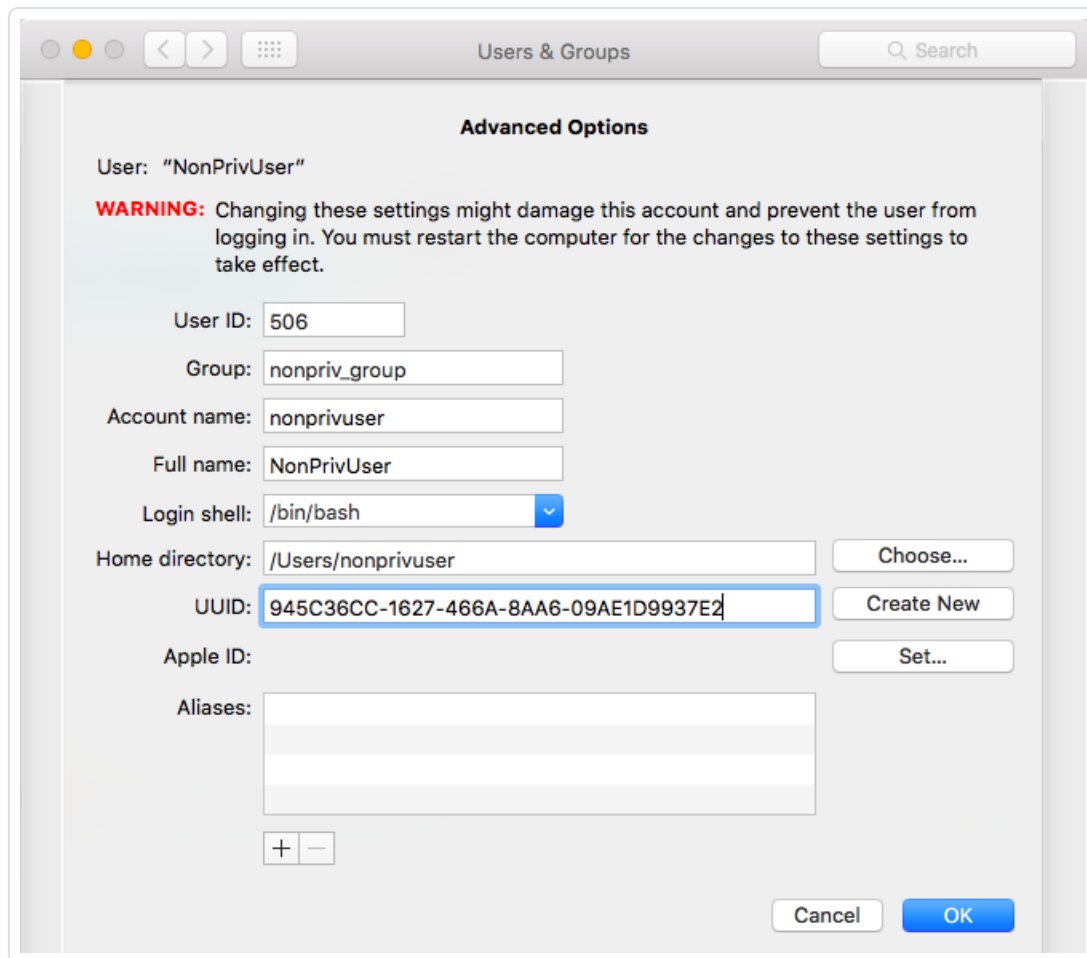 Users & Groups
Search
Advanced Options
User: “NonPrivUser”
WARNING: Changing these settings might damage this account and prevent the user from
logging in. You must restart the computer for the changes to these settings to
take effect.
User ID: 506
Group: nonpriv_group
Account name: nonprivuser
Full name: NonPrivUser
Login shell: /bin/bash
Home directory: /Users/nonprivuser Choose...
UUID: 945C36CC-1627-466A-8AA6-09AE1D9937E2 Create New
Apple ID: Set...
Aliases:
Cancel OK